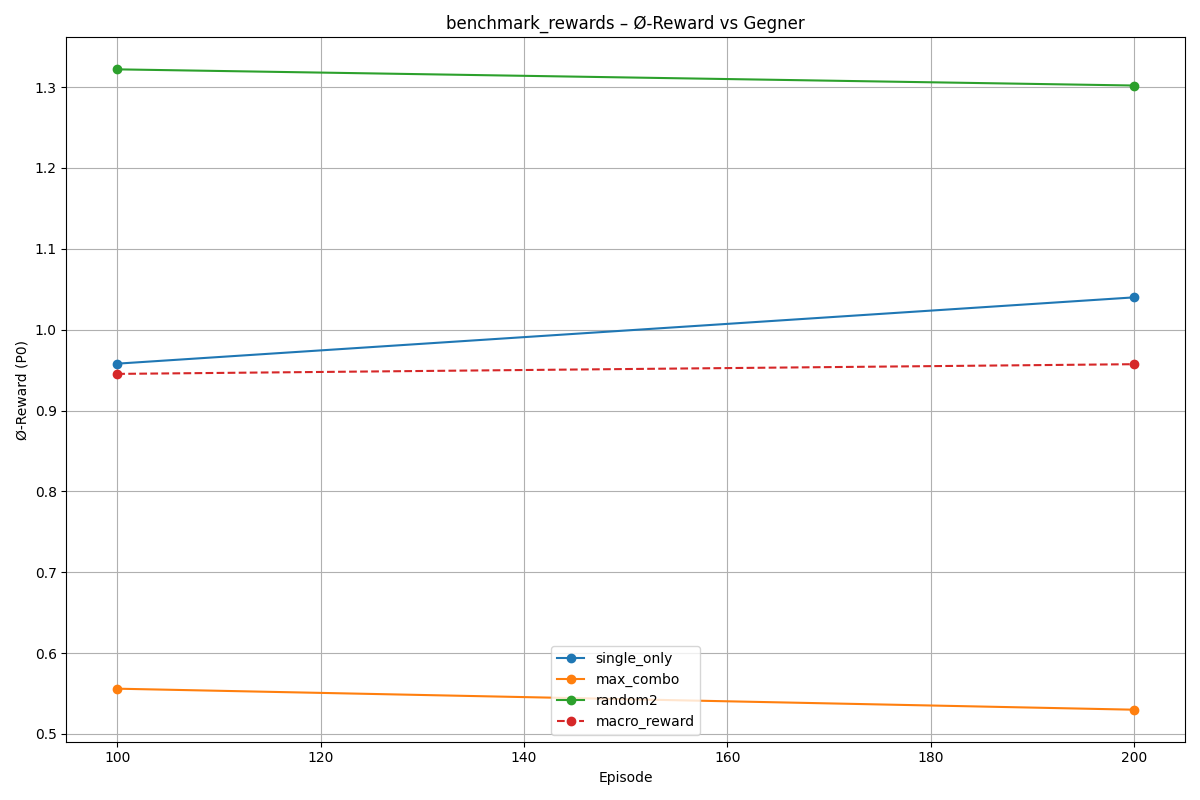 benchmark_rewards – Ø-Reward vs Gegner
Ø-Reward (P0)
1.3
1.2
1.1
1.0
0.9
0.8
0.7
0.6
0.5
single_only
max_combo
random2
macro_reward
100 120 140 160 180 200
Episode